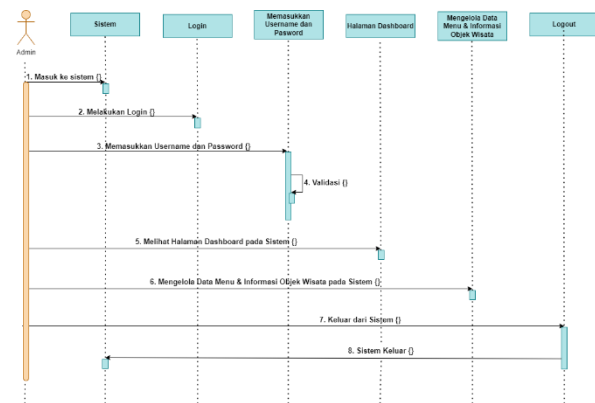 Sistem
Login
Memasukkan
Username dan
Pasword
Halaman Dashboard
Mengelola Data
Menu & Informasi
Objek Wisata
Logout
Admin
1. Masuk ke sistem {}
2. Melakukan Login {}
3. Memasukkan Username dan Password {}
4. Validasi {}
5. Melihat Halaman Dashboard pada Sistem {}
6. Mengelola Data Menu & Informasi Objek Wisata pada Sistem {}
7. Keluar dari Sistem {}
8. Sistem Keluar {}